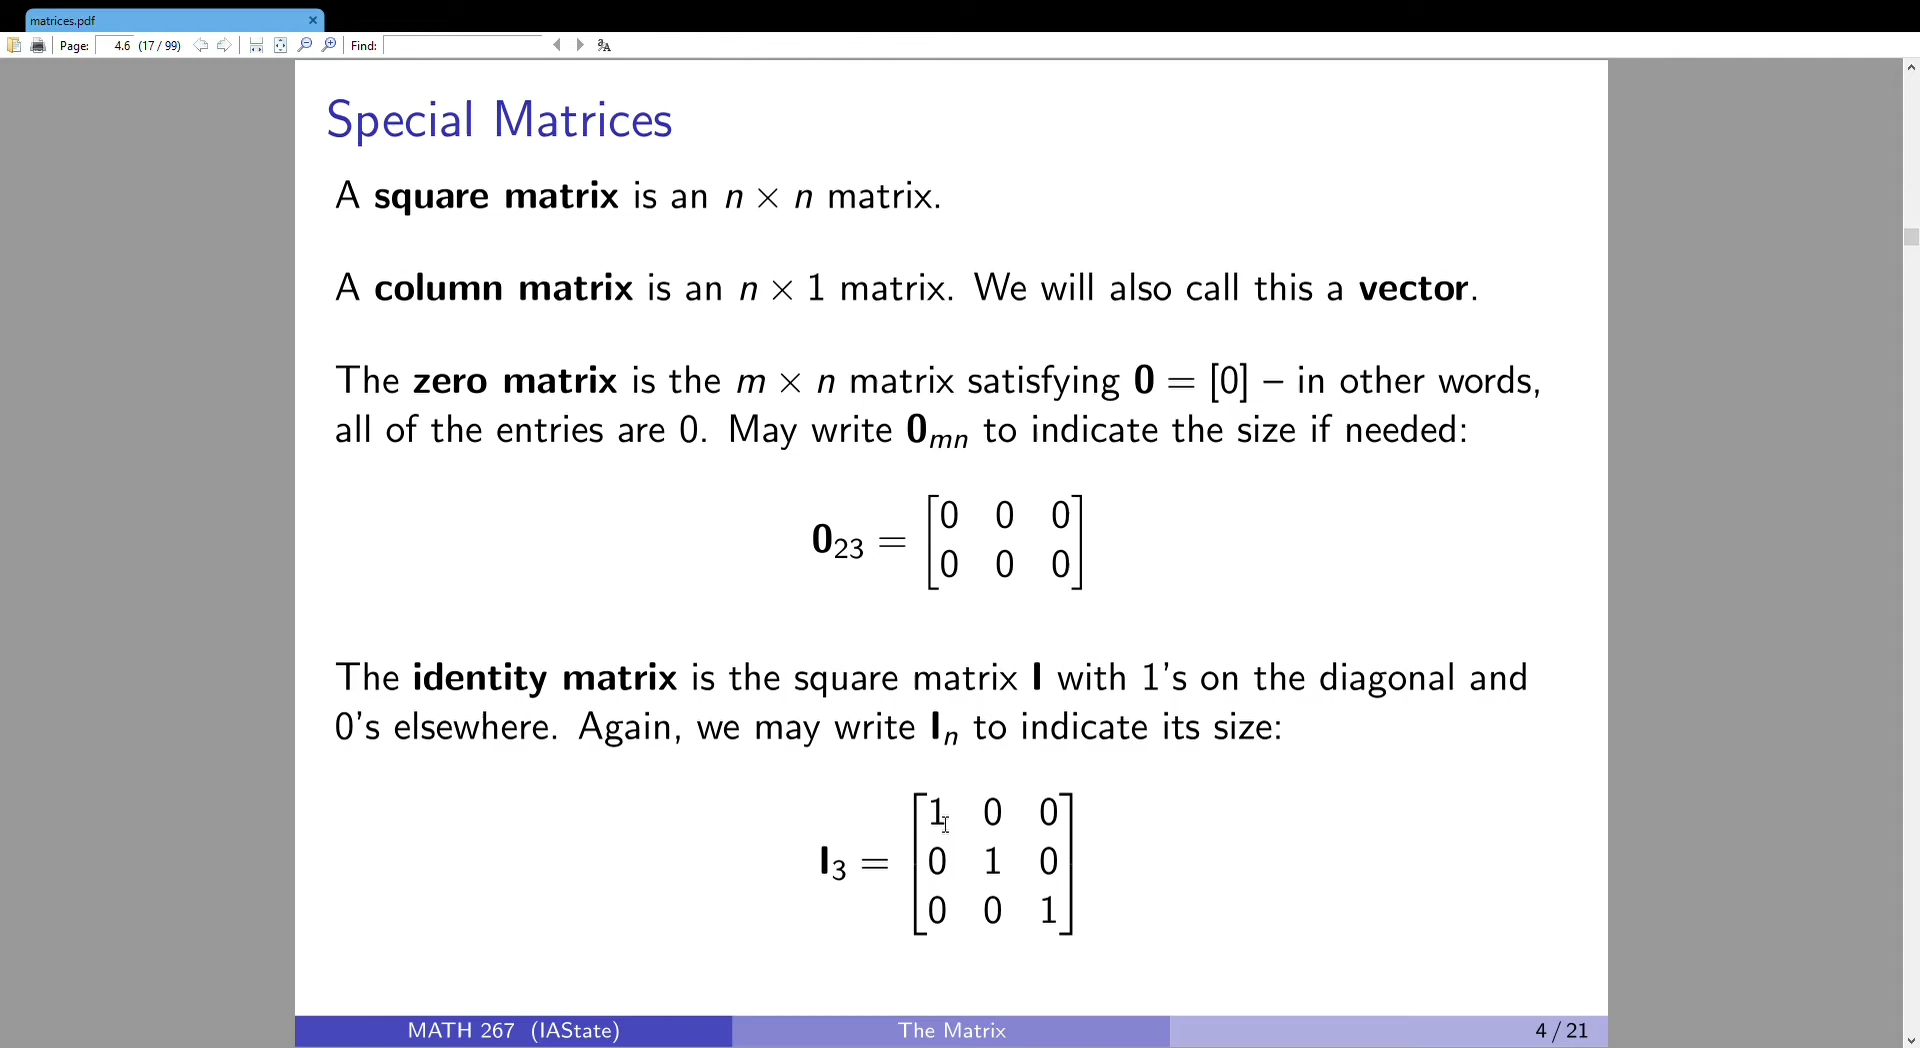 matrices.pdf ×
Page: 4.6 (17 / 99) Find:
Special Matrices
A square matrix is an n × n matrix.
A column matrix is an n × 1 matrix. We will also call this a vector.
The zero matrix is the m × n matrix satisfying 0 = [0] – in other words,
all of the entries are 0. May write 0mn to indicate the size if needed:
0 0 0
0₂₃ =
0 0 0
The identity matrix is the square matrix I with 1's on the diagonal and
0's elsewhere. Again, we may write In to indicate its size:
1 0 0
I₃ = 0 1 0
0 0 1
MATH 267 (IAState) The Matrix 4 / 21